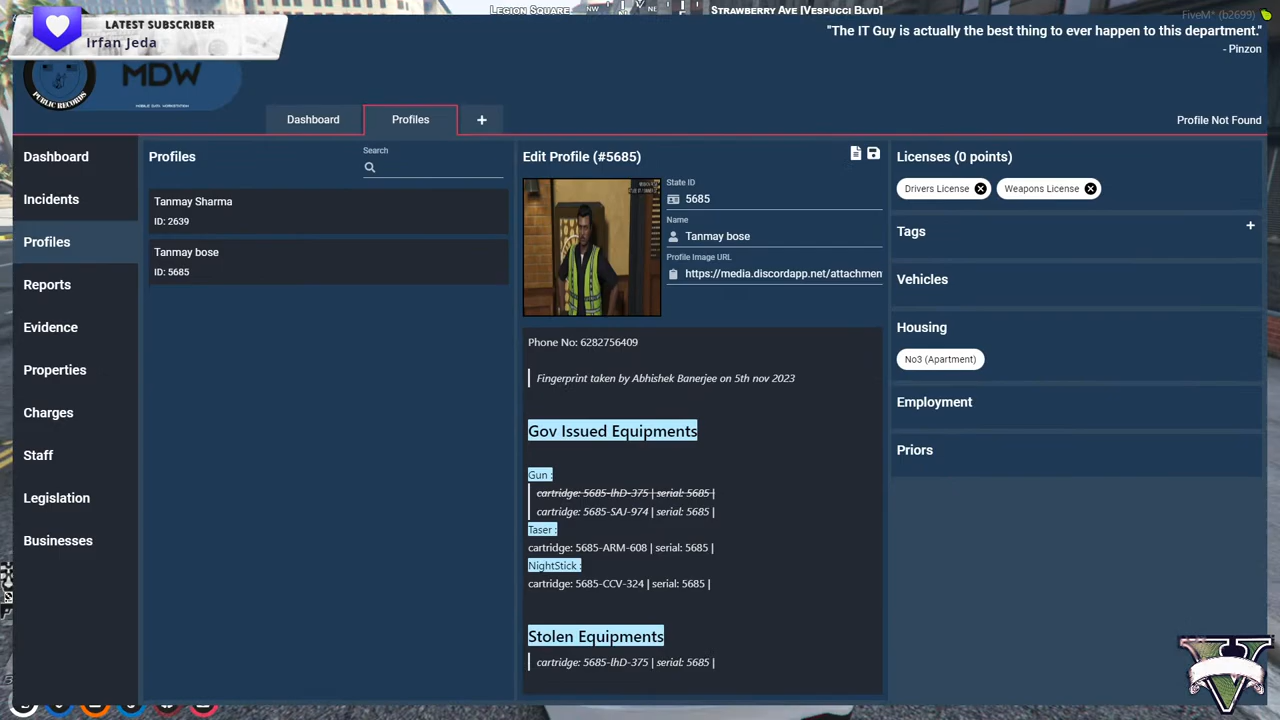 LEGION SQUARE
NW
NE
STRAWBERRY AVE [VESPUCCI BLVD]
FiveM* (b2699)
LATEST SUBSCRIBER
Irfan Jeda
"The IT Guy is actually the best thing to ever happen to this department."
- Pinzon
PUBLIC RECORDS
MDW
MOBILE DATA WORKSTATION
Dashboard
Profiles
+
Profile Not Found
Dashboard
Incidents
Profiles
Reports
Evidence
Properties
Charges
Staff
Legislation
Businesses
Profiles
Search
Tanmay Sharma
ID: 2639
Tanmay bose
ID: 5685
Edit Profile (#5685)
State ID
5685
Name
Tanmay bose
Profile Image URL
https://media.discordapp.net/attachmen
Phone No: 6282756409
Fingerprint taken by Abhishek Banerjee on 5th nov 2023
Gov Issued Equipments
Gun :
cartridge: 5685-lhD-375 | serial: 5685 |
cartridge: 5685-SAJ-974 | serial: 5685 |
Taser :
cartridge: 5685-ARM-608 | serial: 5685 |
NightStick :
cartridge: 5685-CCV-324 | serial: 5685 |
Stolen Equipments
cartridge: 5685-lhD-375 | serial: 5685 |
Licenses (0 points)
Drivers License
Weapons License
Tags
+
Vehicles
Housing
No3 (Apartment)
Employment
Priors